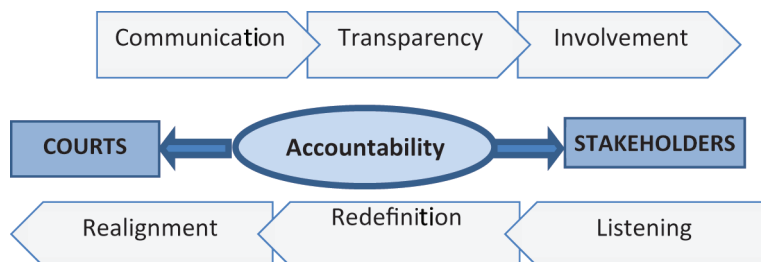 Communication Transparency Involvement
COURTS Accountability STAKEHOLDERS
Realignment Redefinition Listening